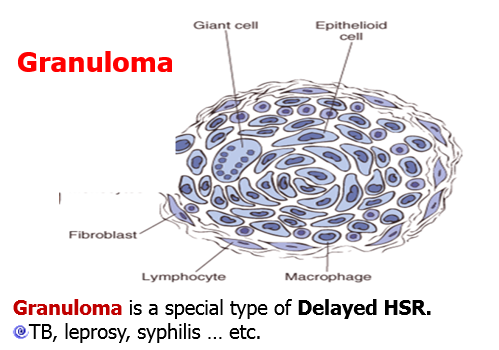 Giant cell
Epithelioid cell
Granuloma
Fibroblast
Lymphocyte
Macrophage
Granuloma is a special type of Delayed HSR.
TB, leprosy, syphilis … etc.